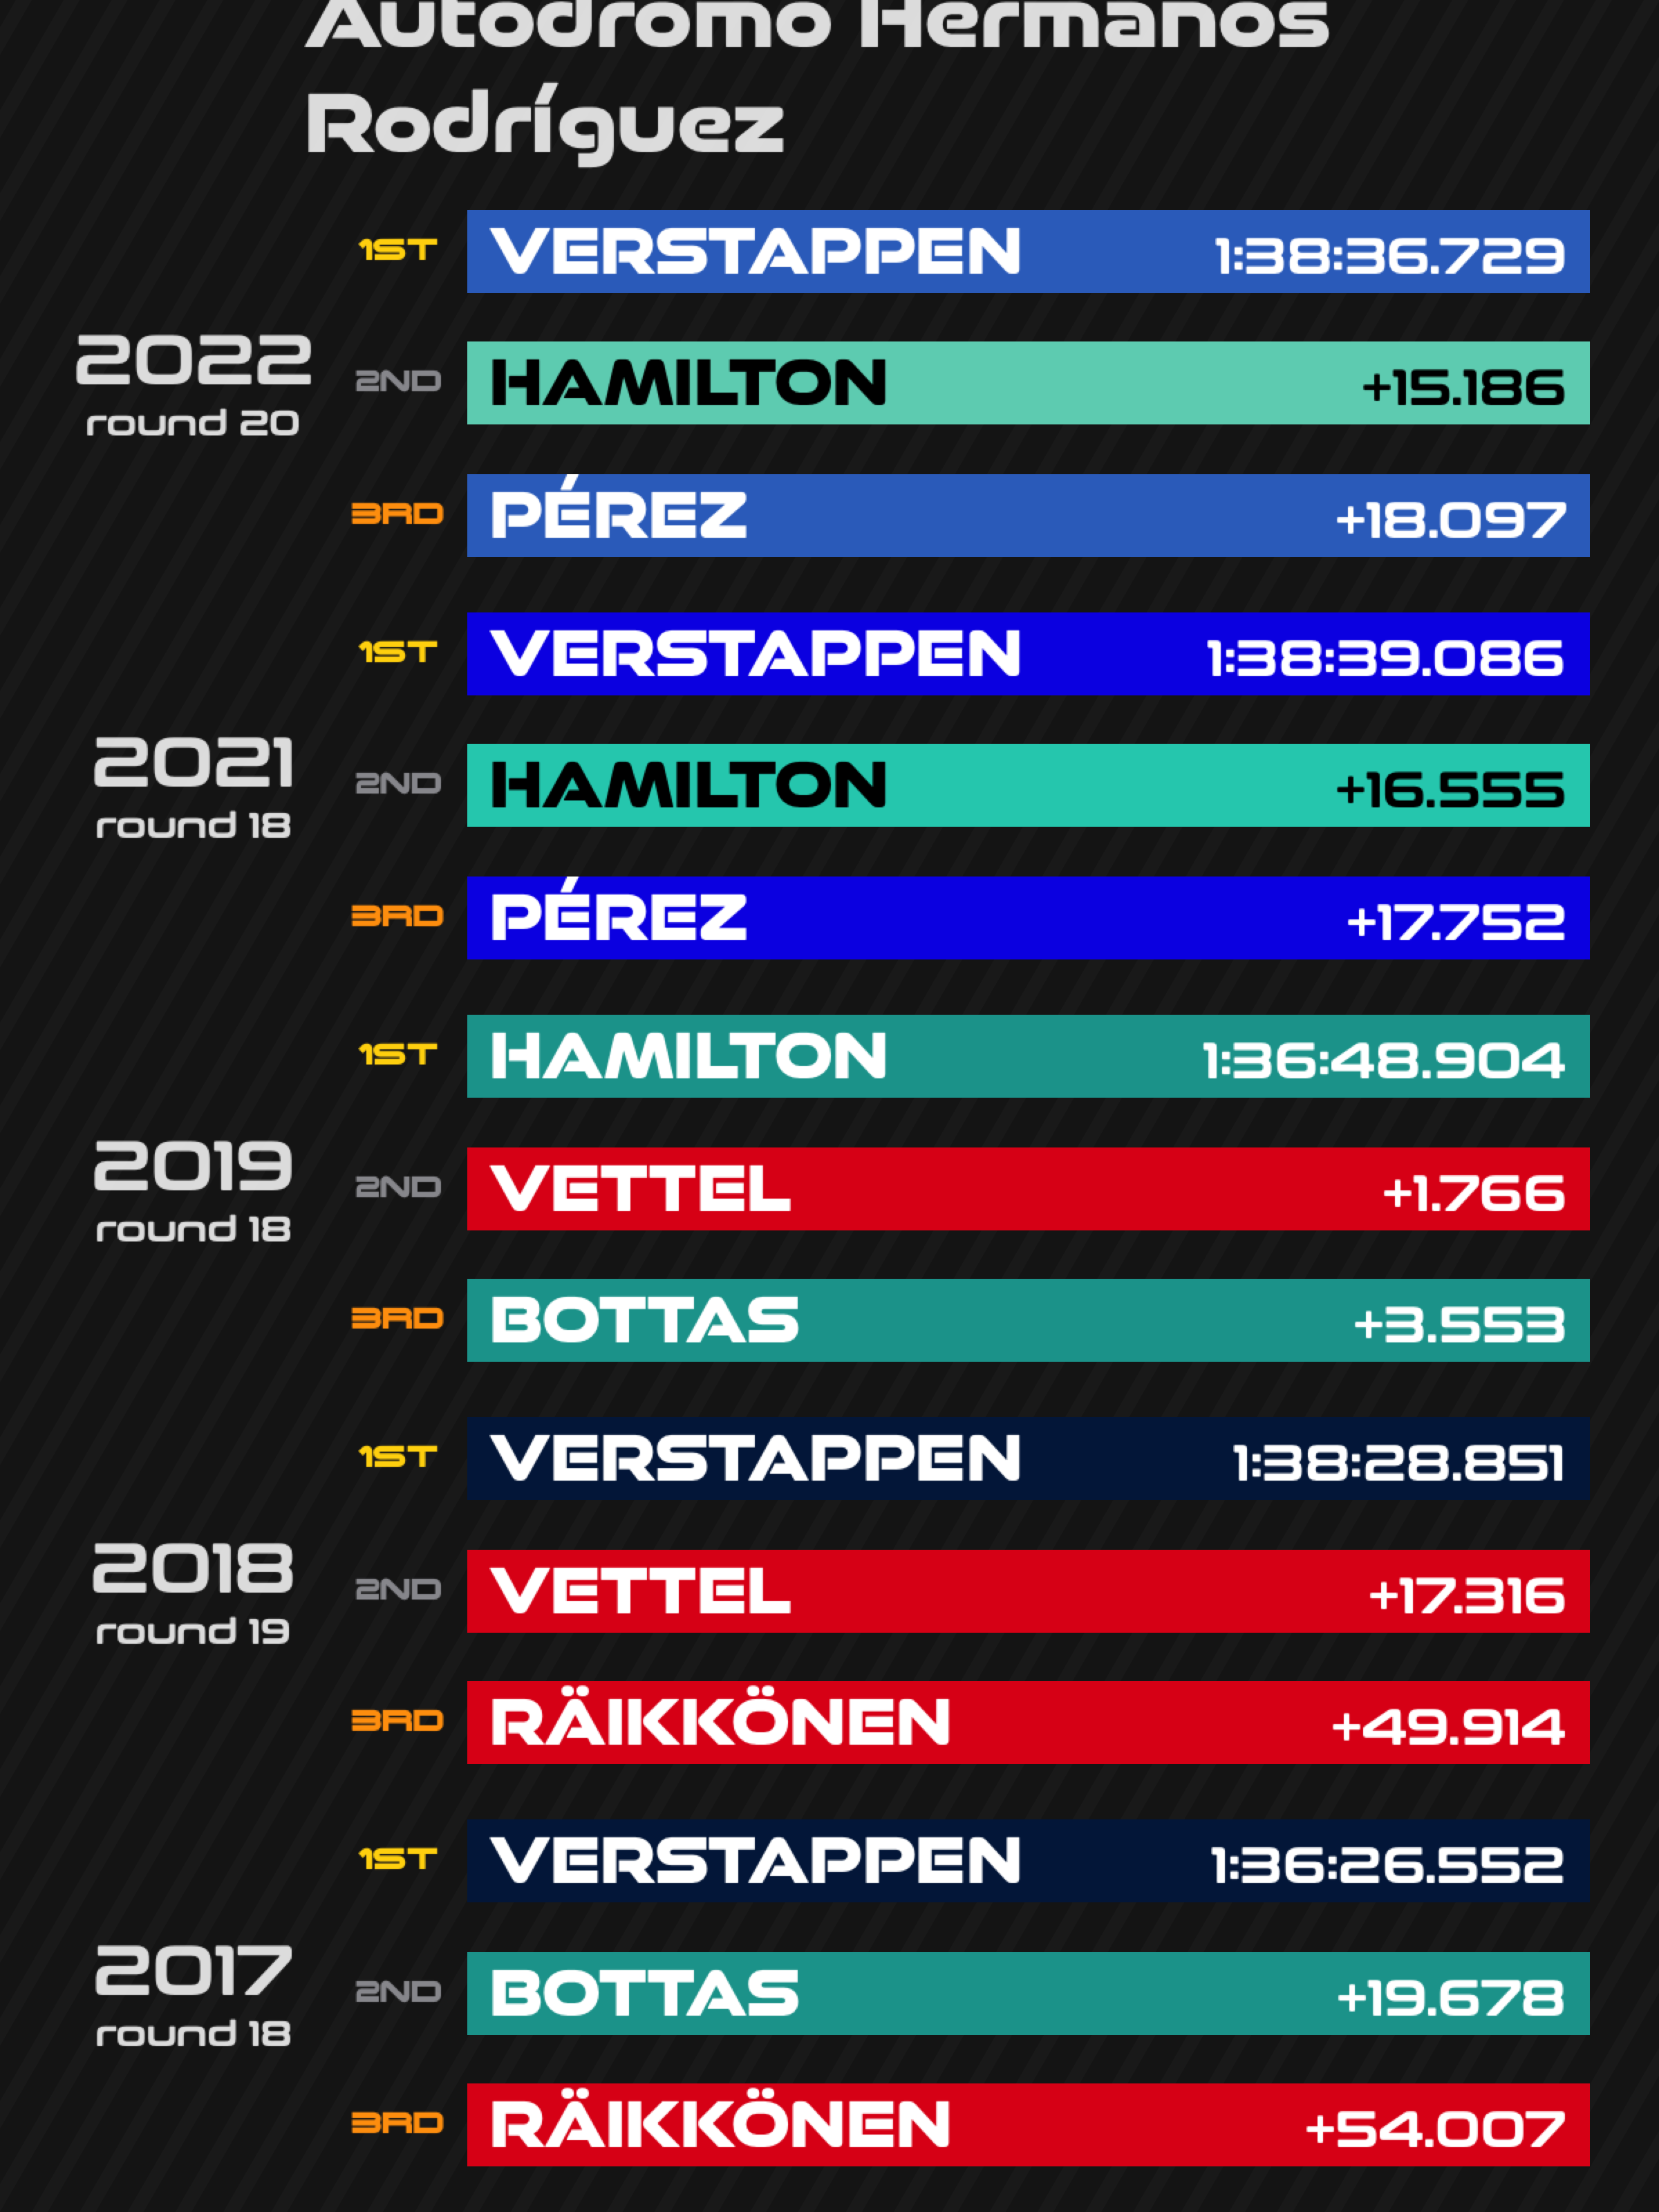 Autódromo Hermanos
Rodríguez
1ST VERSTAPPEN 1:38:36.729
2022
round 20
2ND HAMILTON +15.186
3RD PÉREZ +18.097
1ST VERSTAPPEN 1:38:39.086
2021
round 18
2ND HAMILTON +16.555
3RD PÉREZ +17.752
1ST HAMILTON 1:36:48.904
2019
round 18
2ND VETTEL +1.766
3RD BOTTAS +3.553
1ST VERSTAPPEN 1:38:28.851
2018
round 19
2ND VETTEL +17.316
3RD RÄIKKÖNEN +49.914
1ST VERSTAPPEN 1:36:26.552
2017
round 18
2ND BOTTAS +19.678
3RD RÄIKKÖNEN +54.007